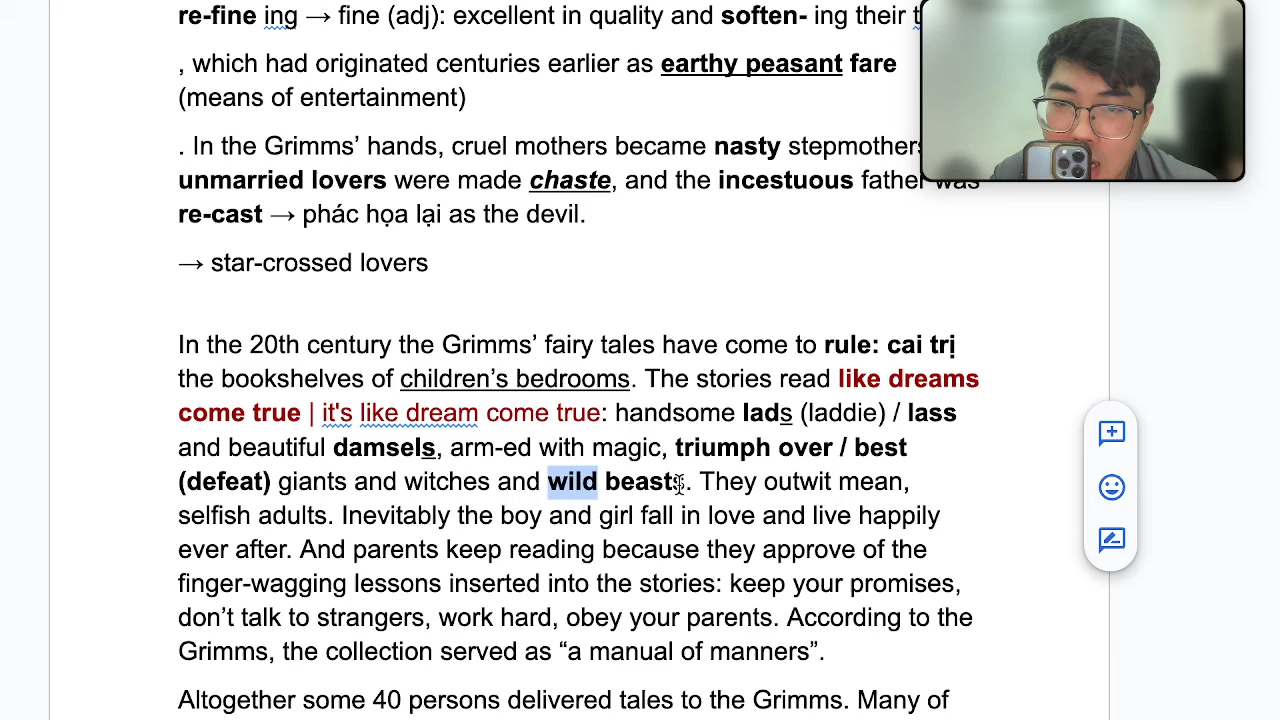 re-fine ing → fine (adj): excellent in quality and soften- ing their
, which had originated centuries earlier as earthy peasant fare
(means of entertainment)
. In the Grimms’ hands, cruel mothers became nasty stepmothers
unmarried lovers were made chaste, and the incestuous father was
re-cast → phác họa lại as the devil.
→ star-crossed lovers
In the 20th century the Grimms’ fairy tales have come to rule: cai trị
the bookshelves of children’s bedrooms. The stories read like dreams
come true | it's like dream come true: handsome lads (laddie) / lass
and beautiful damsels, arm-ed with magic, triumph over / best
(defeat) giants and witches and wild beasts. They outwit mean,
selfish adults. Inevitably the boy and girl fall in love and live happily
ever after. And parents keep reading because they approve of the
finger-wagging lessons inserted into the stories: keep your promises,
don’t talk to strangers, work hard, obey your parents. According to the
Grimms, the collection served as “a manual of manners”.
Altogether some 40 persons delivered tales to the Grimms. Many of